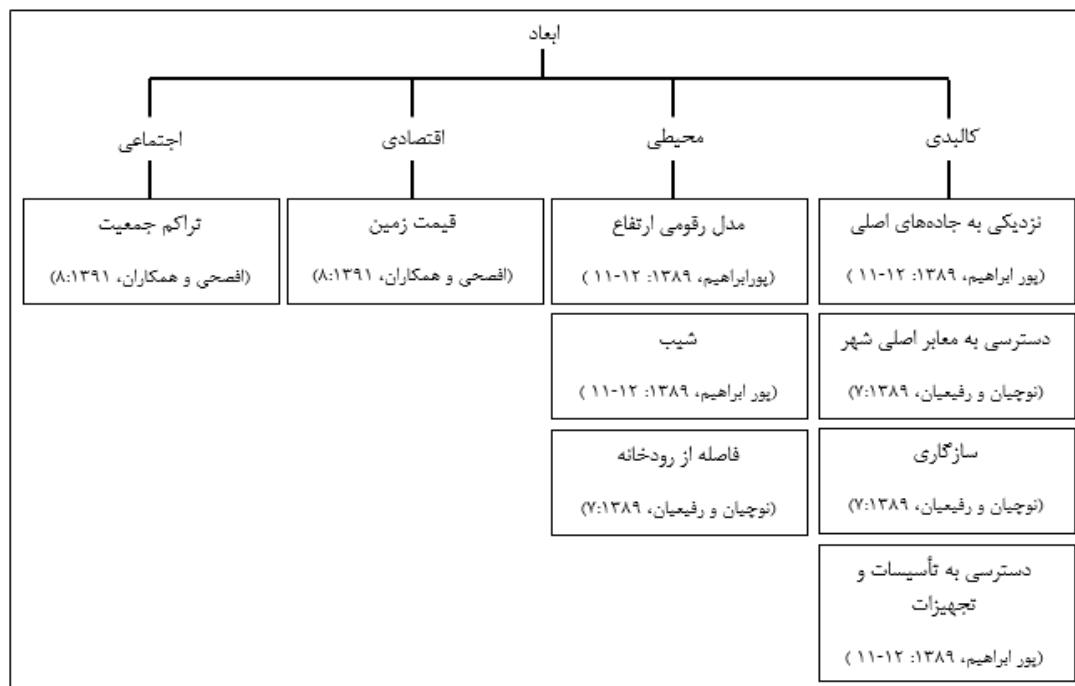 ابعاد
کالبدی
محیطی
اقتصادی
اجتماعی
نزدیکی به جاده‌های اصلی
(پور ابراهیم، ۱۳۸۹: ۱۲-۱۱ )
دسترسی به معابر اصلی شهر
(نوچیان و رفیعیان، ۷:۱۳۸۹)
سازگاری
(نوچیان و رفیعیان، ۷:۱۳۸۹)
دسترسی به تأسیسات و
تجهیزات
(پور ابراهیم، ۱۳۸۹: ۱۲-۱۱ )
مدل رقومی ارتفاع
(پورابراهیم، ۱۳۸۹: ۱۲-۱۱ )
شیب
(پور ابراهیم، ۱۳۸۹: ۱۲-۱۱ )
فاصله از رودخانه
(نوچیان و رفیعیان، ۷:۱۳۸۹)
قیمت زمین
(افصحی و همکاران، ۸:۱۳۹۱)
تراکم جمعیت
(افصحی و همکاران، ۸:۱۳۹۱)